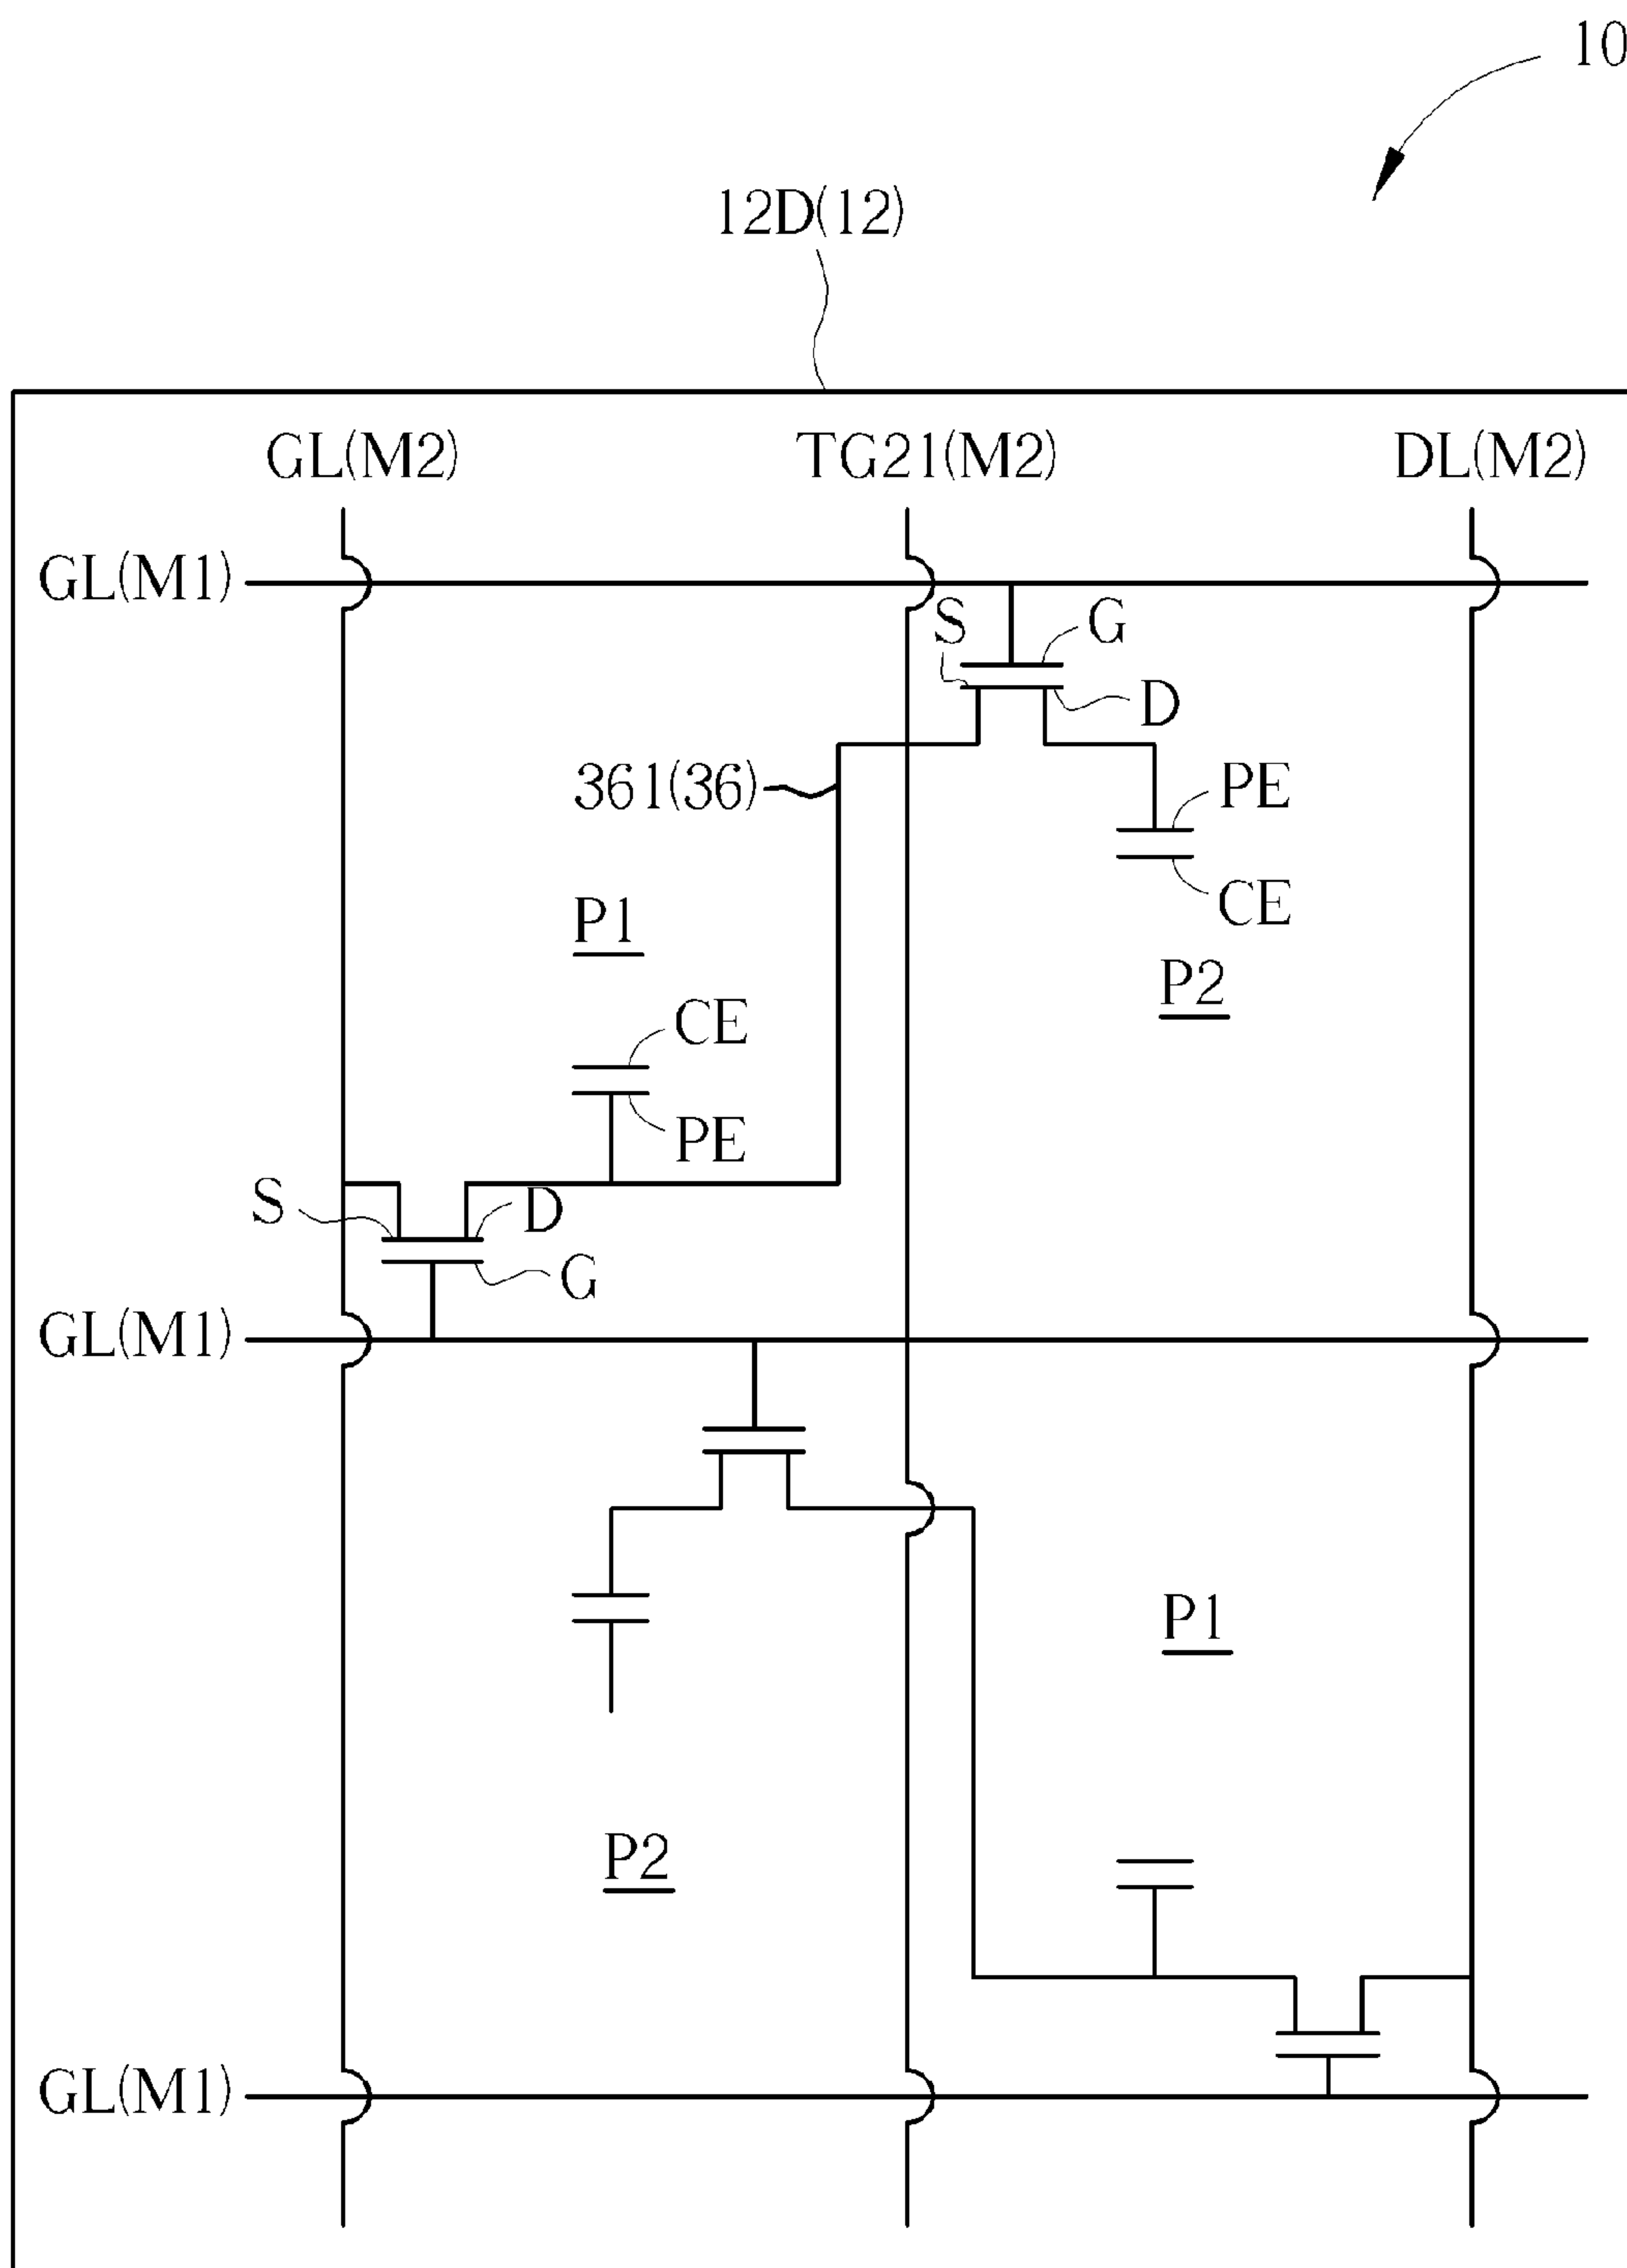 10
12D(12)
GL(M2) TG21(M2) DL(M2)
GL(M1)
S G
D
361(36) PE
CE
P1
P2
CE
PE
S D
G
GL(M1)
P1
P2
GL(M1)